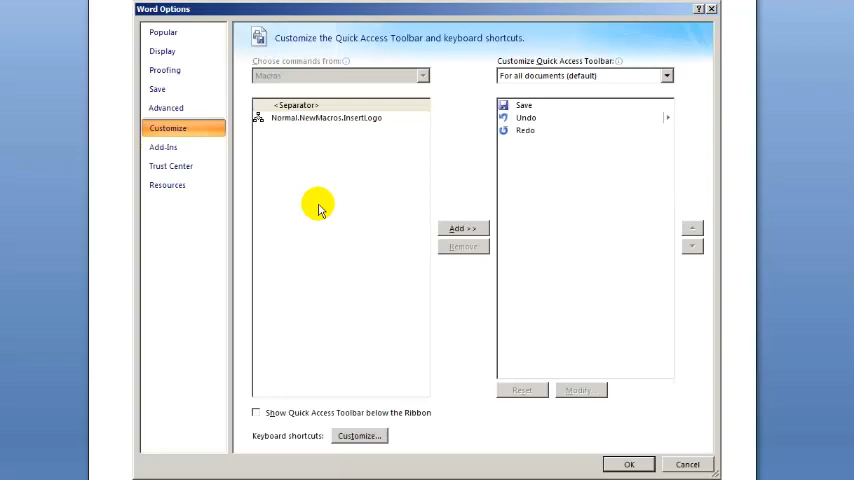 Word Options
Popular
Display
Proofing
Save
Advanced
Customize
Add-Ins
Trust Center
Resources
Customize the Quick Access Toolbar and keyboard shortcuts.
Choose commands from:
Macros
<Separator>
Normal.NewMacros.InsertLogo
Add >>
Remove
Customize Quick Access Toolbar:
For all documents (default)
Save
Undo
Redo
Reset
Modify...
Show Quick Access Toolbar below the Ribbon
Keyboard shortcuts: Customize...
OK
Cancel